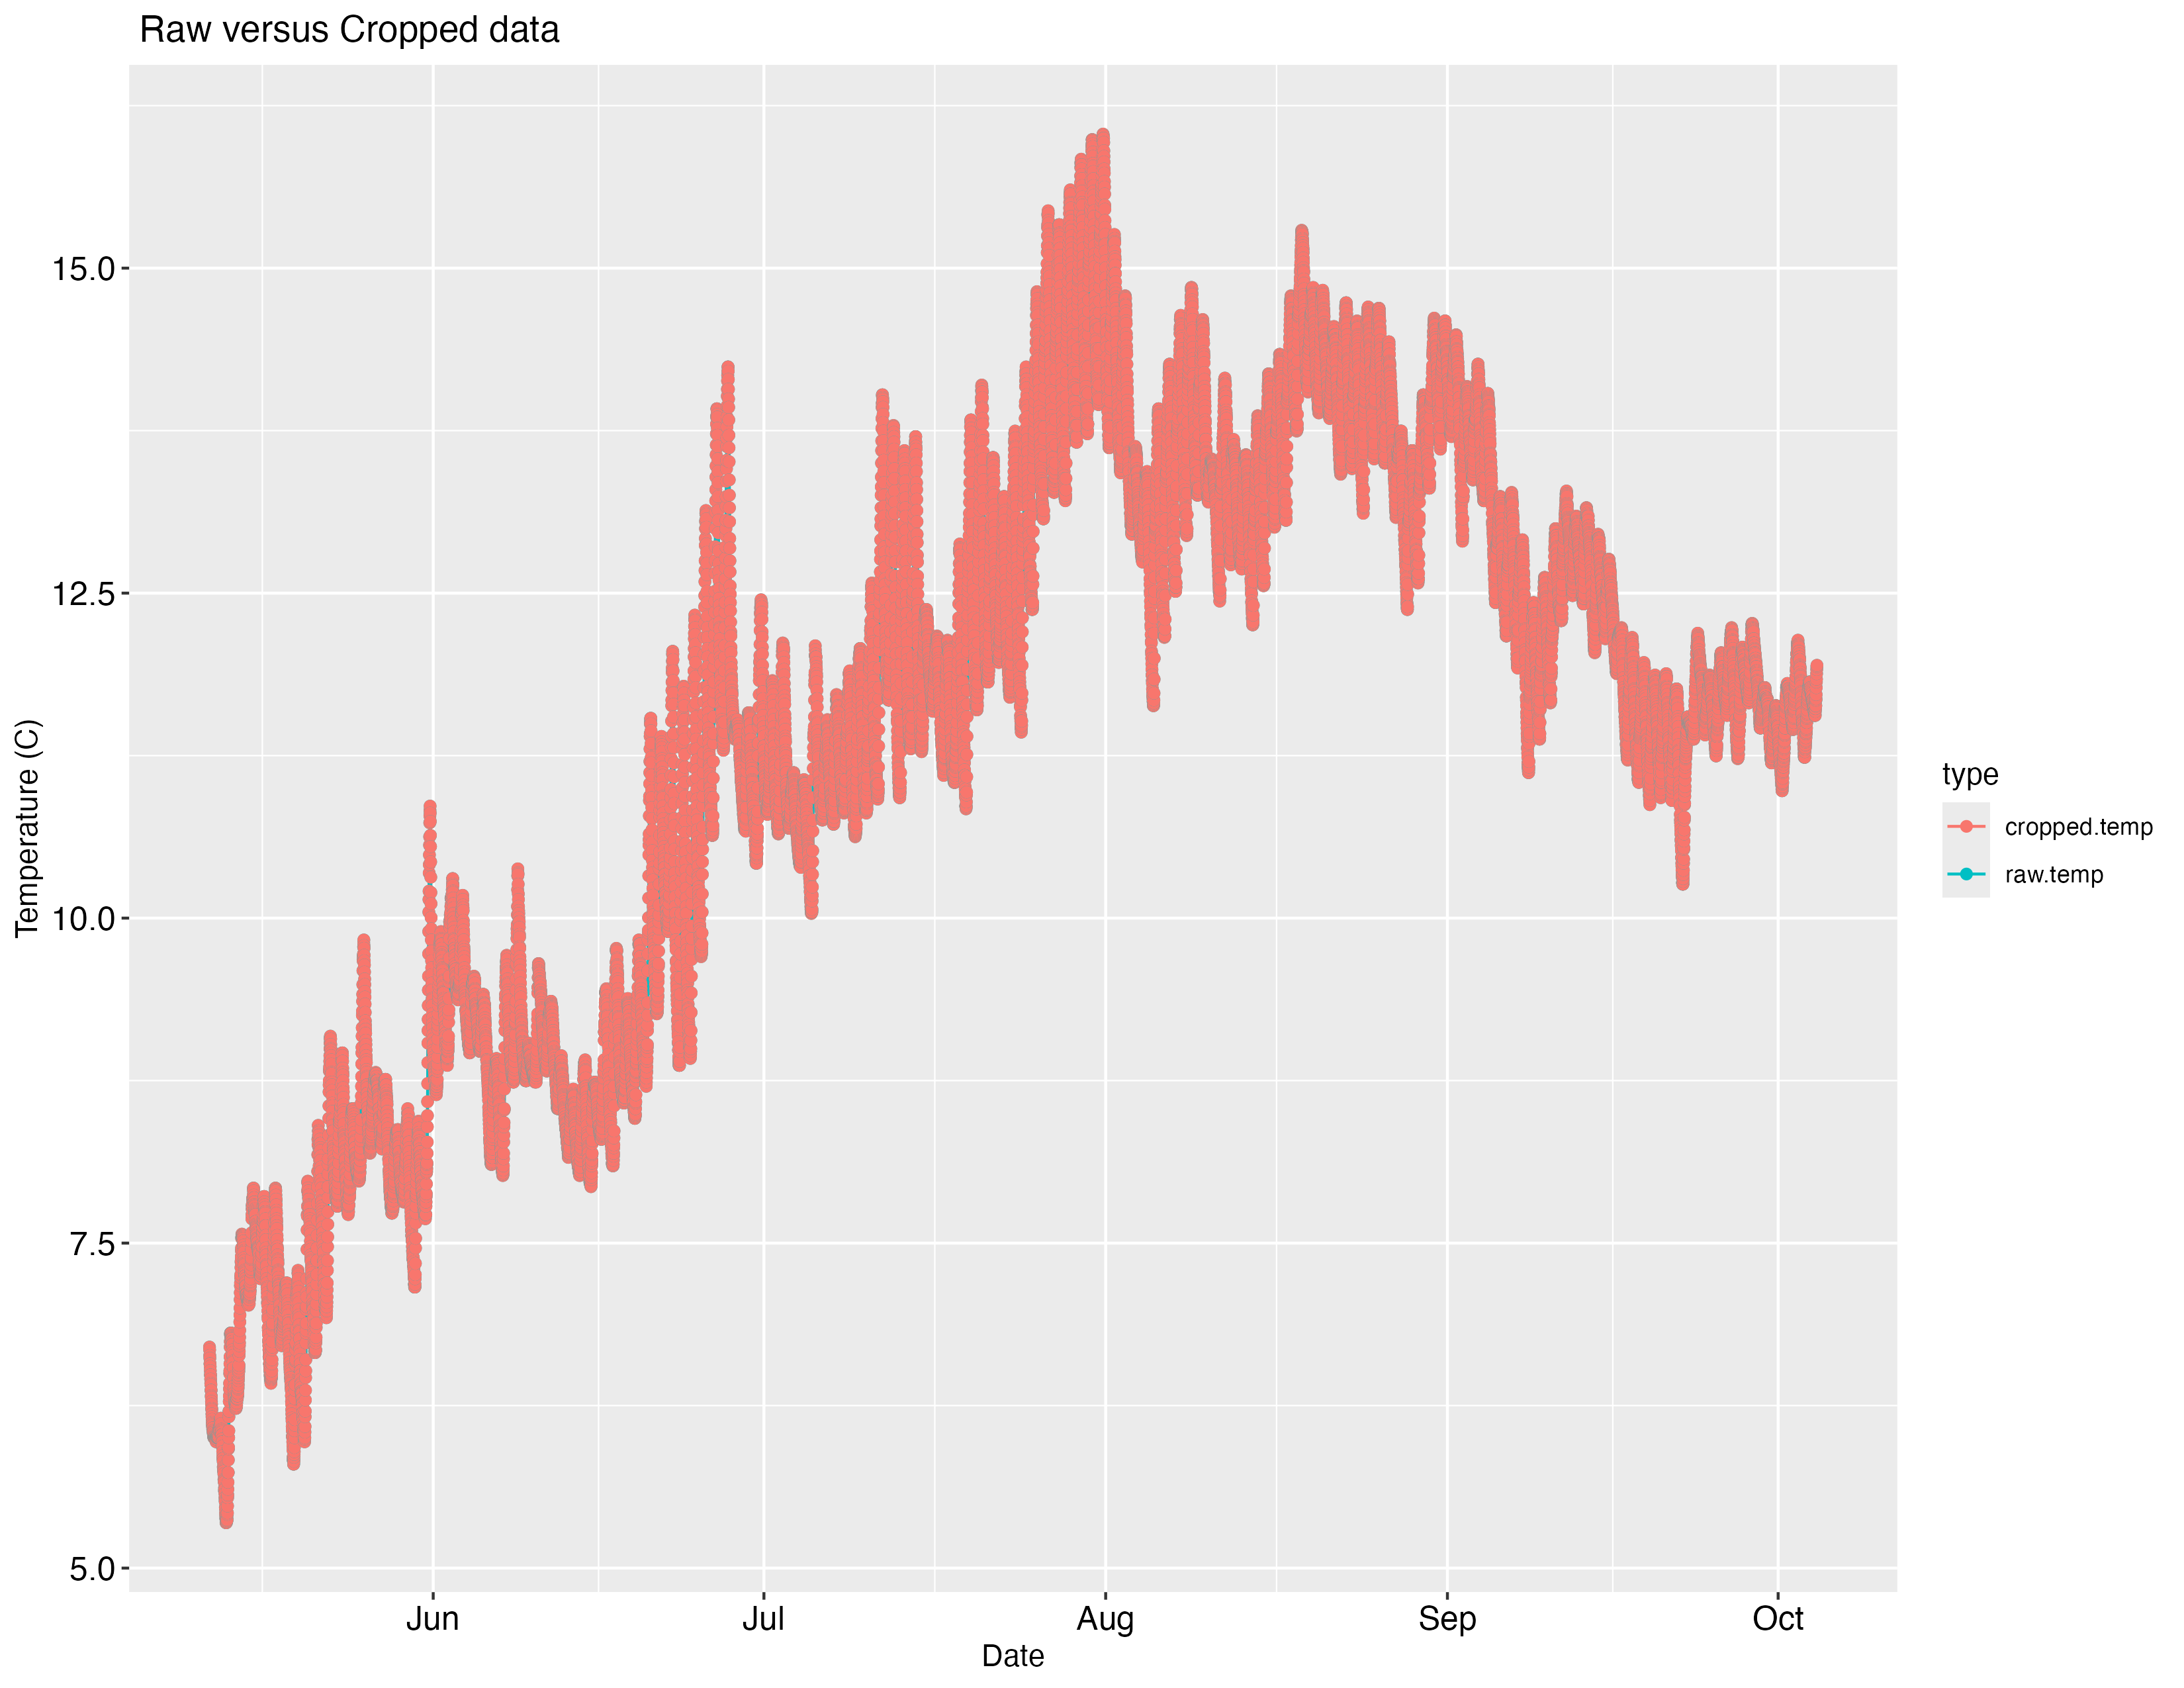 Raw versus Cropped data
Temperature (C)
15.0
12.5
10.0
7.5
5.0
Jun
Jul
Aug
Sep
Oct
Date
type
cropped.temp
raw.temp